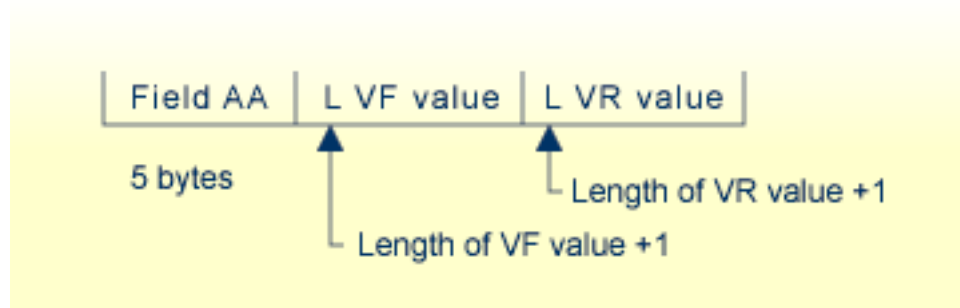 Field AA L VF value L VR value
5 bytes
Length of VR value +1
Length of VF value +1